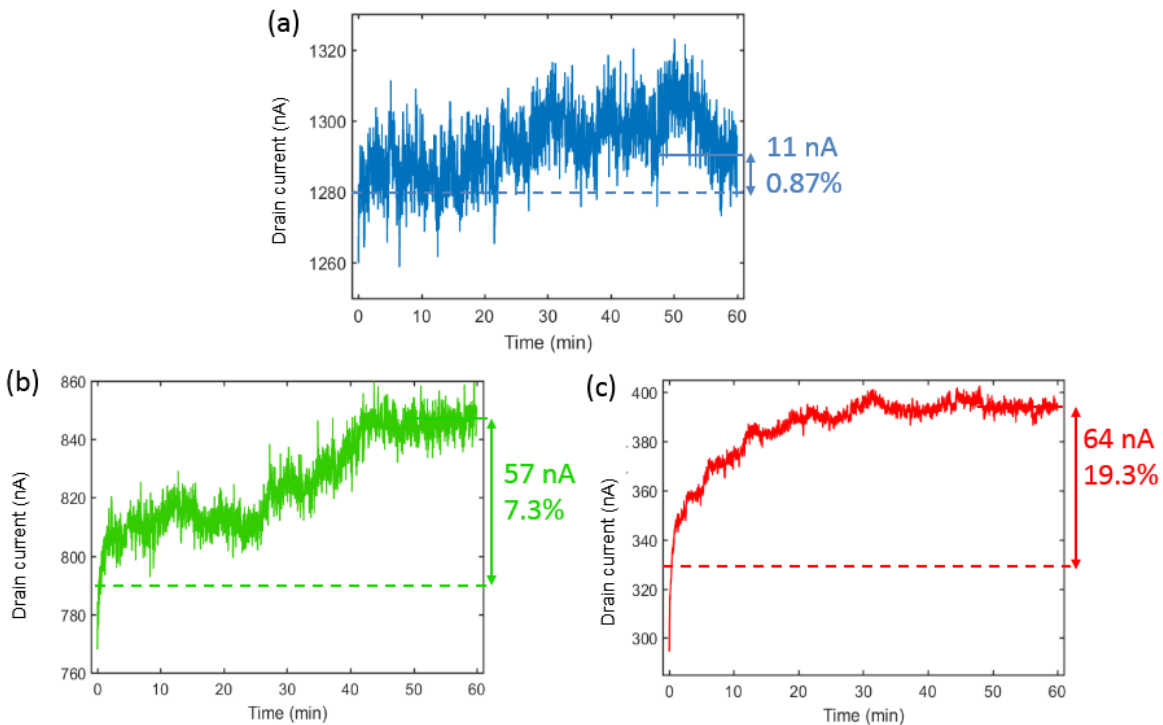 (a)
Drain current (nA)
1320
1300
1280
1260
0 10 20 30 40 50 60
Time (min)
11 nA
0.87%
(b)
Drain current (nA)
860
840
820
800
780
760
0 10 20 30 40 50 60
Time (min)
57 nA
7.3%
(c)
Drain current (nA)
400
380
360
340
320
300
0 10 20 30 40 50 60
Time (min)
64 nA
19.3%